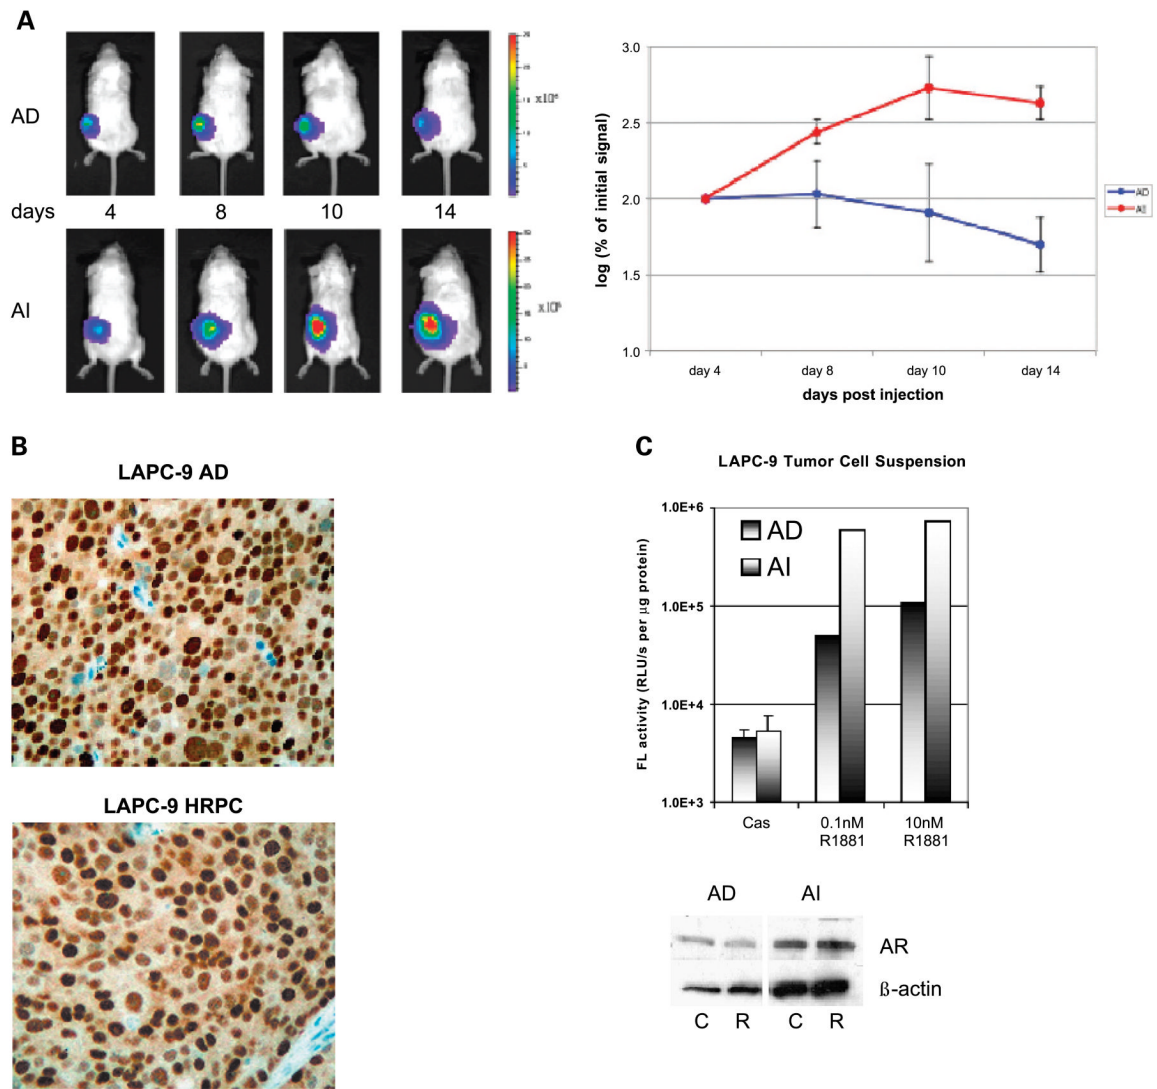 A
AD
days 4 8 10 14
AI
3.0
2.5
2.0
1.5
1.0
log (% of initial signal)
day 4 day 8 day 10 day 14
days post injection
AD
AI
B
LAPC-9 AD
LAPC-9 HRPC
C
LAPC-9 Tumor Cell Suspension
1.0E+6
1.0E+5
1.0E+4
1.0E+3
FL activity (RLU/s per µg protein)
AD
AI
Cas 0.1nM R1881 10nM R1881
AD AI
AR
ß-actin
C R C R